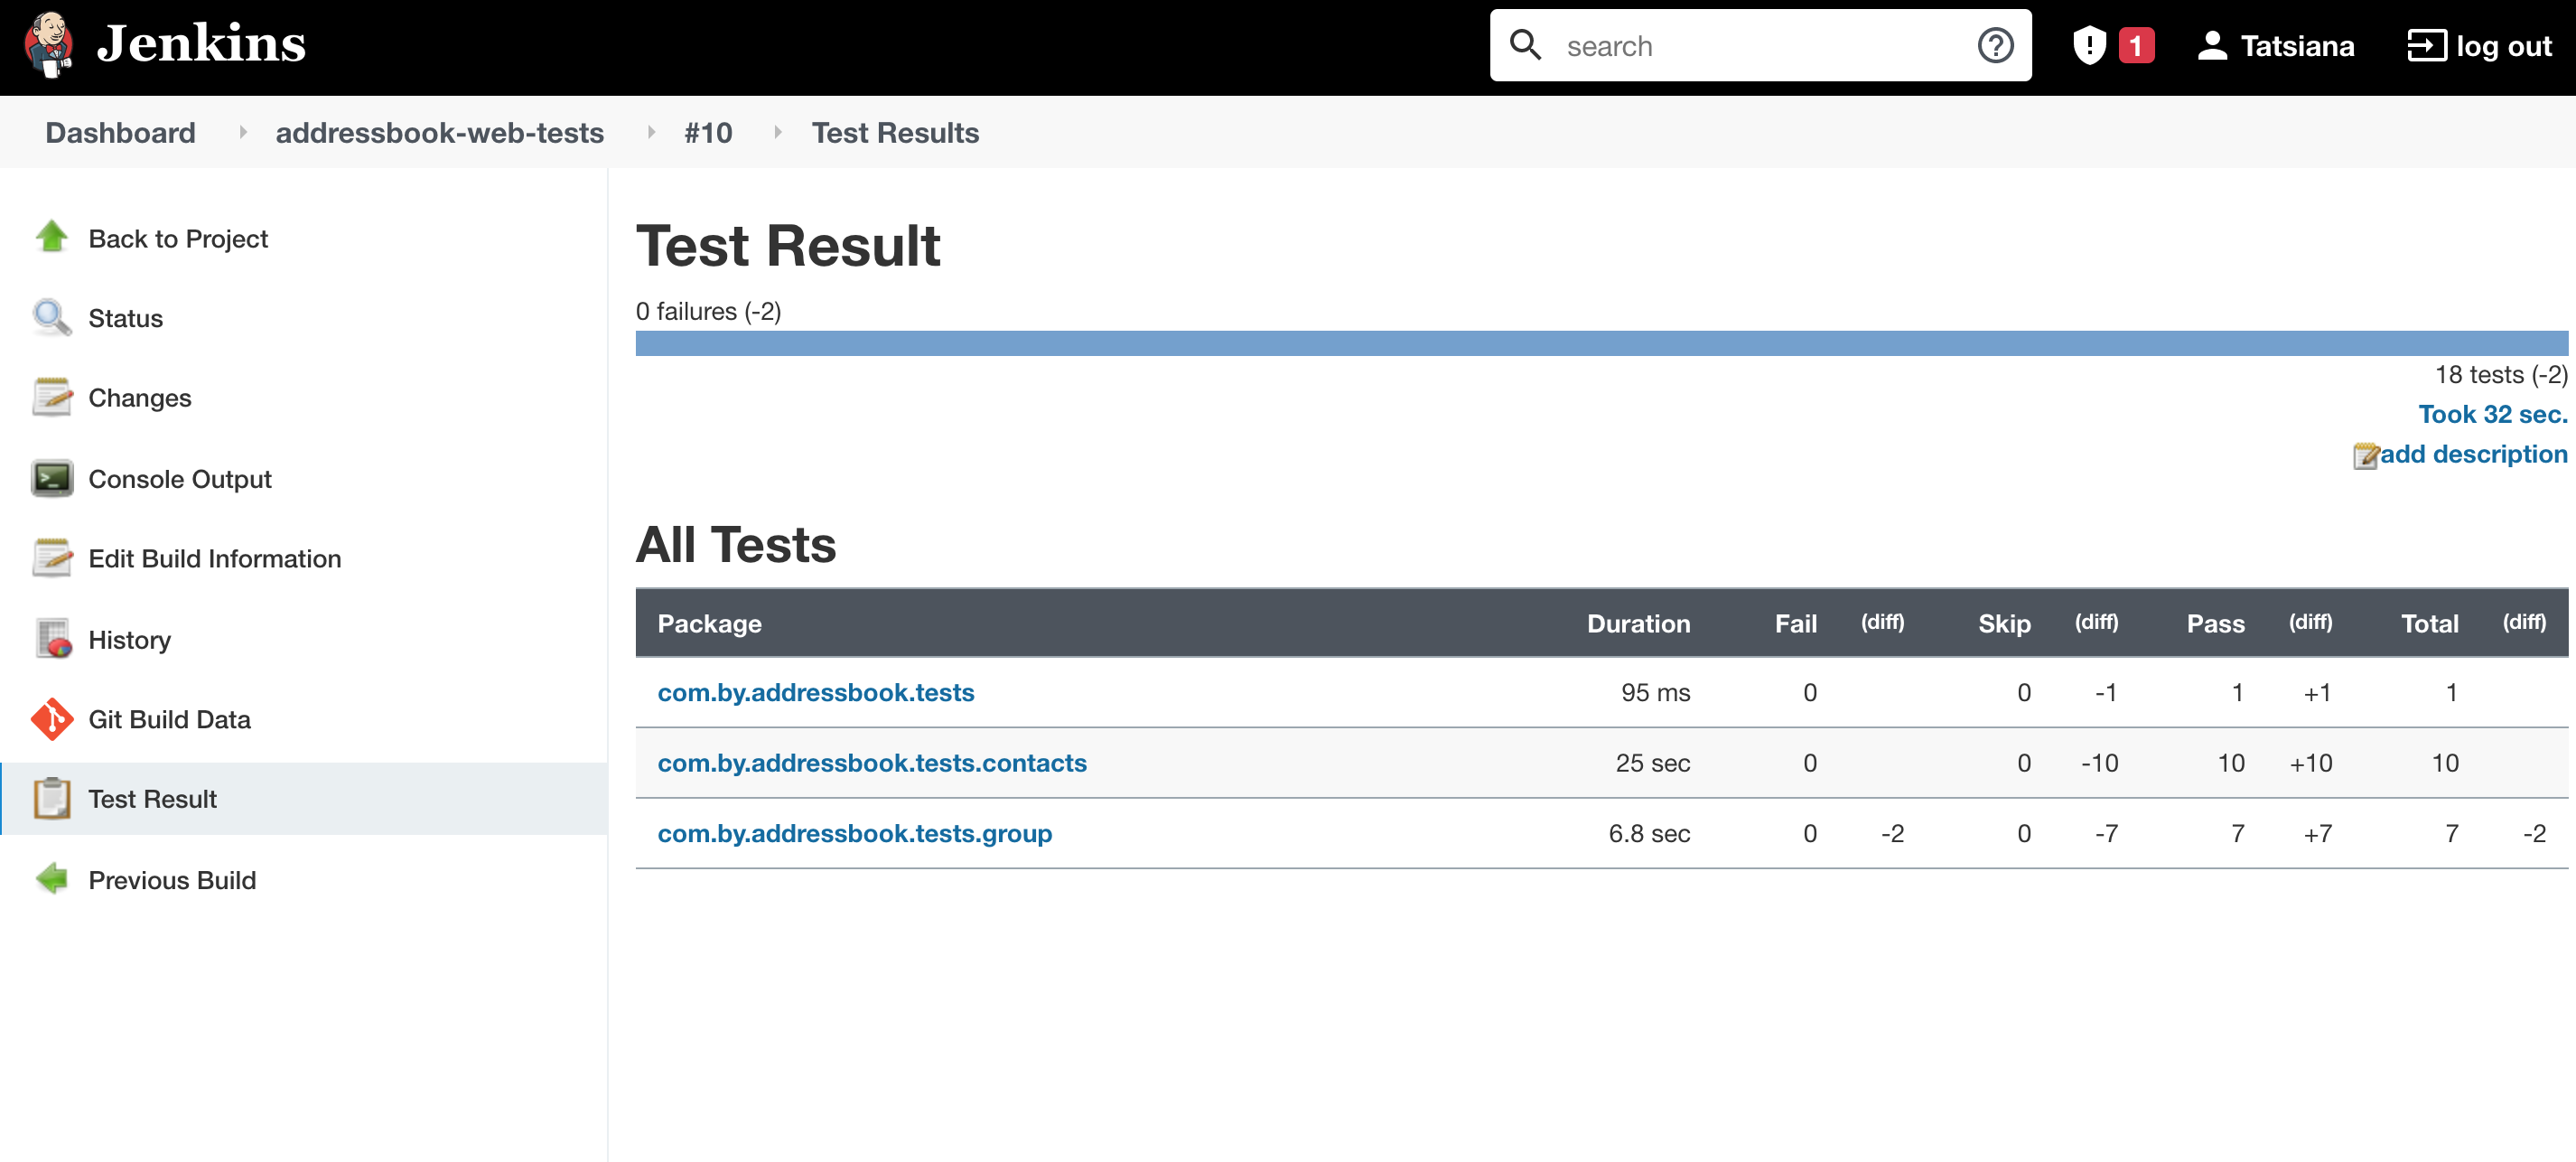 Jenkins
search
1
Tatsiana
log out
Dashboard addressbook-web-tests #10 Test Results
Back to Project
Status
Changes
Console Output
Edit Build Information
History
Git Build Data
Test Result
Previous Build
Test Result
0 failures (-2)
18 tests (-2)
Took 32 sec.
add description
All Tests
Package Duration Fail (diff) Skip (diff) Pass (diff) Total (diff)
com.by.addressbook.tests 95 ms 0 0 -1 1 +1 1
com.by.addressbook.tests.contacts 25 sec 0 0 -10 10 +10 10
com.by.addressbook.tests.group 6.8 sec 0 -2 0 -7 7 +7 7 -2